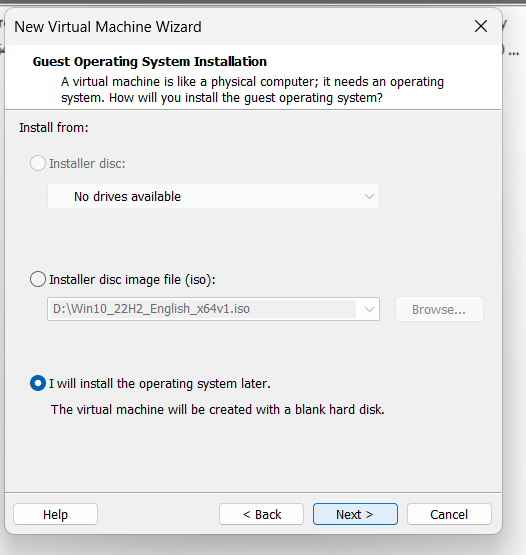 New Virtual Machine Wizard
Guest Operating System Installation
A virtual machine is like a physical computer; it needs an operating
system. How will you install the guest operating system?
Install from:
Installer disc:
No drives available
Installer disc image file (iso):
D:\Win10_22H2_English_x64v1.iso
Browse...
I will install the operating system later.
The virtual machine will be created with a blank hard disk.
Help
< Back
Next >
Cancel